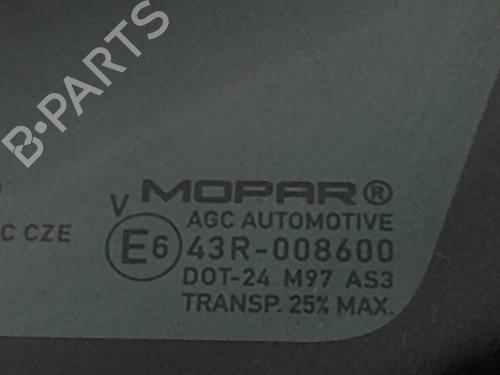 B-PARTS
V MOPAR®
AGC AUTOMOTIVE
C CZE
E6 43R-008600
DOT-24 M97 AS3
TRANSP. 25% MAX.